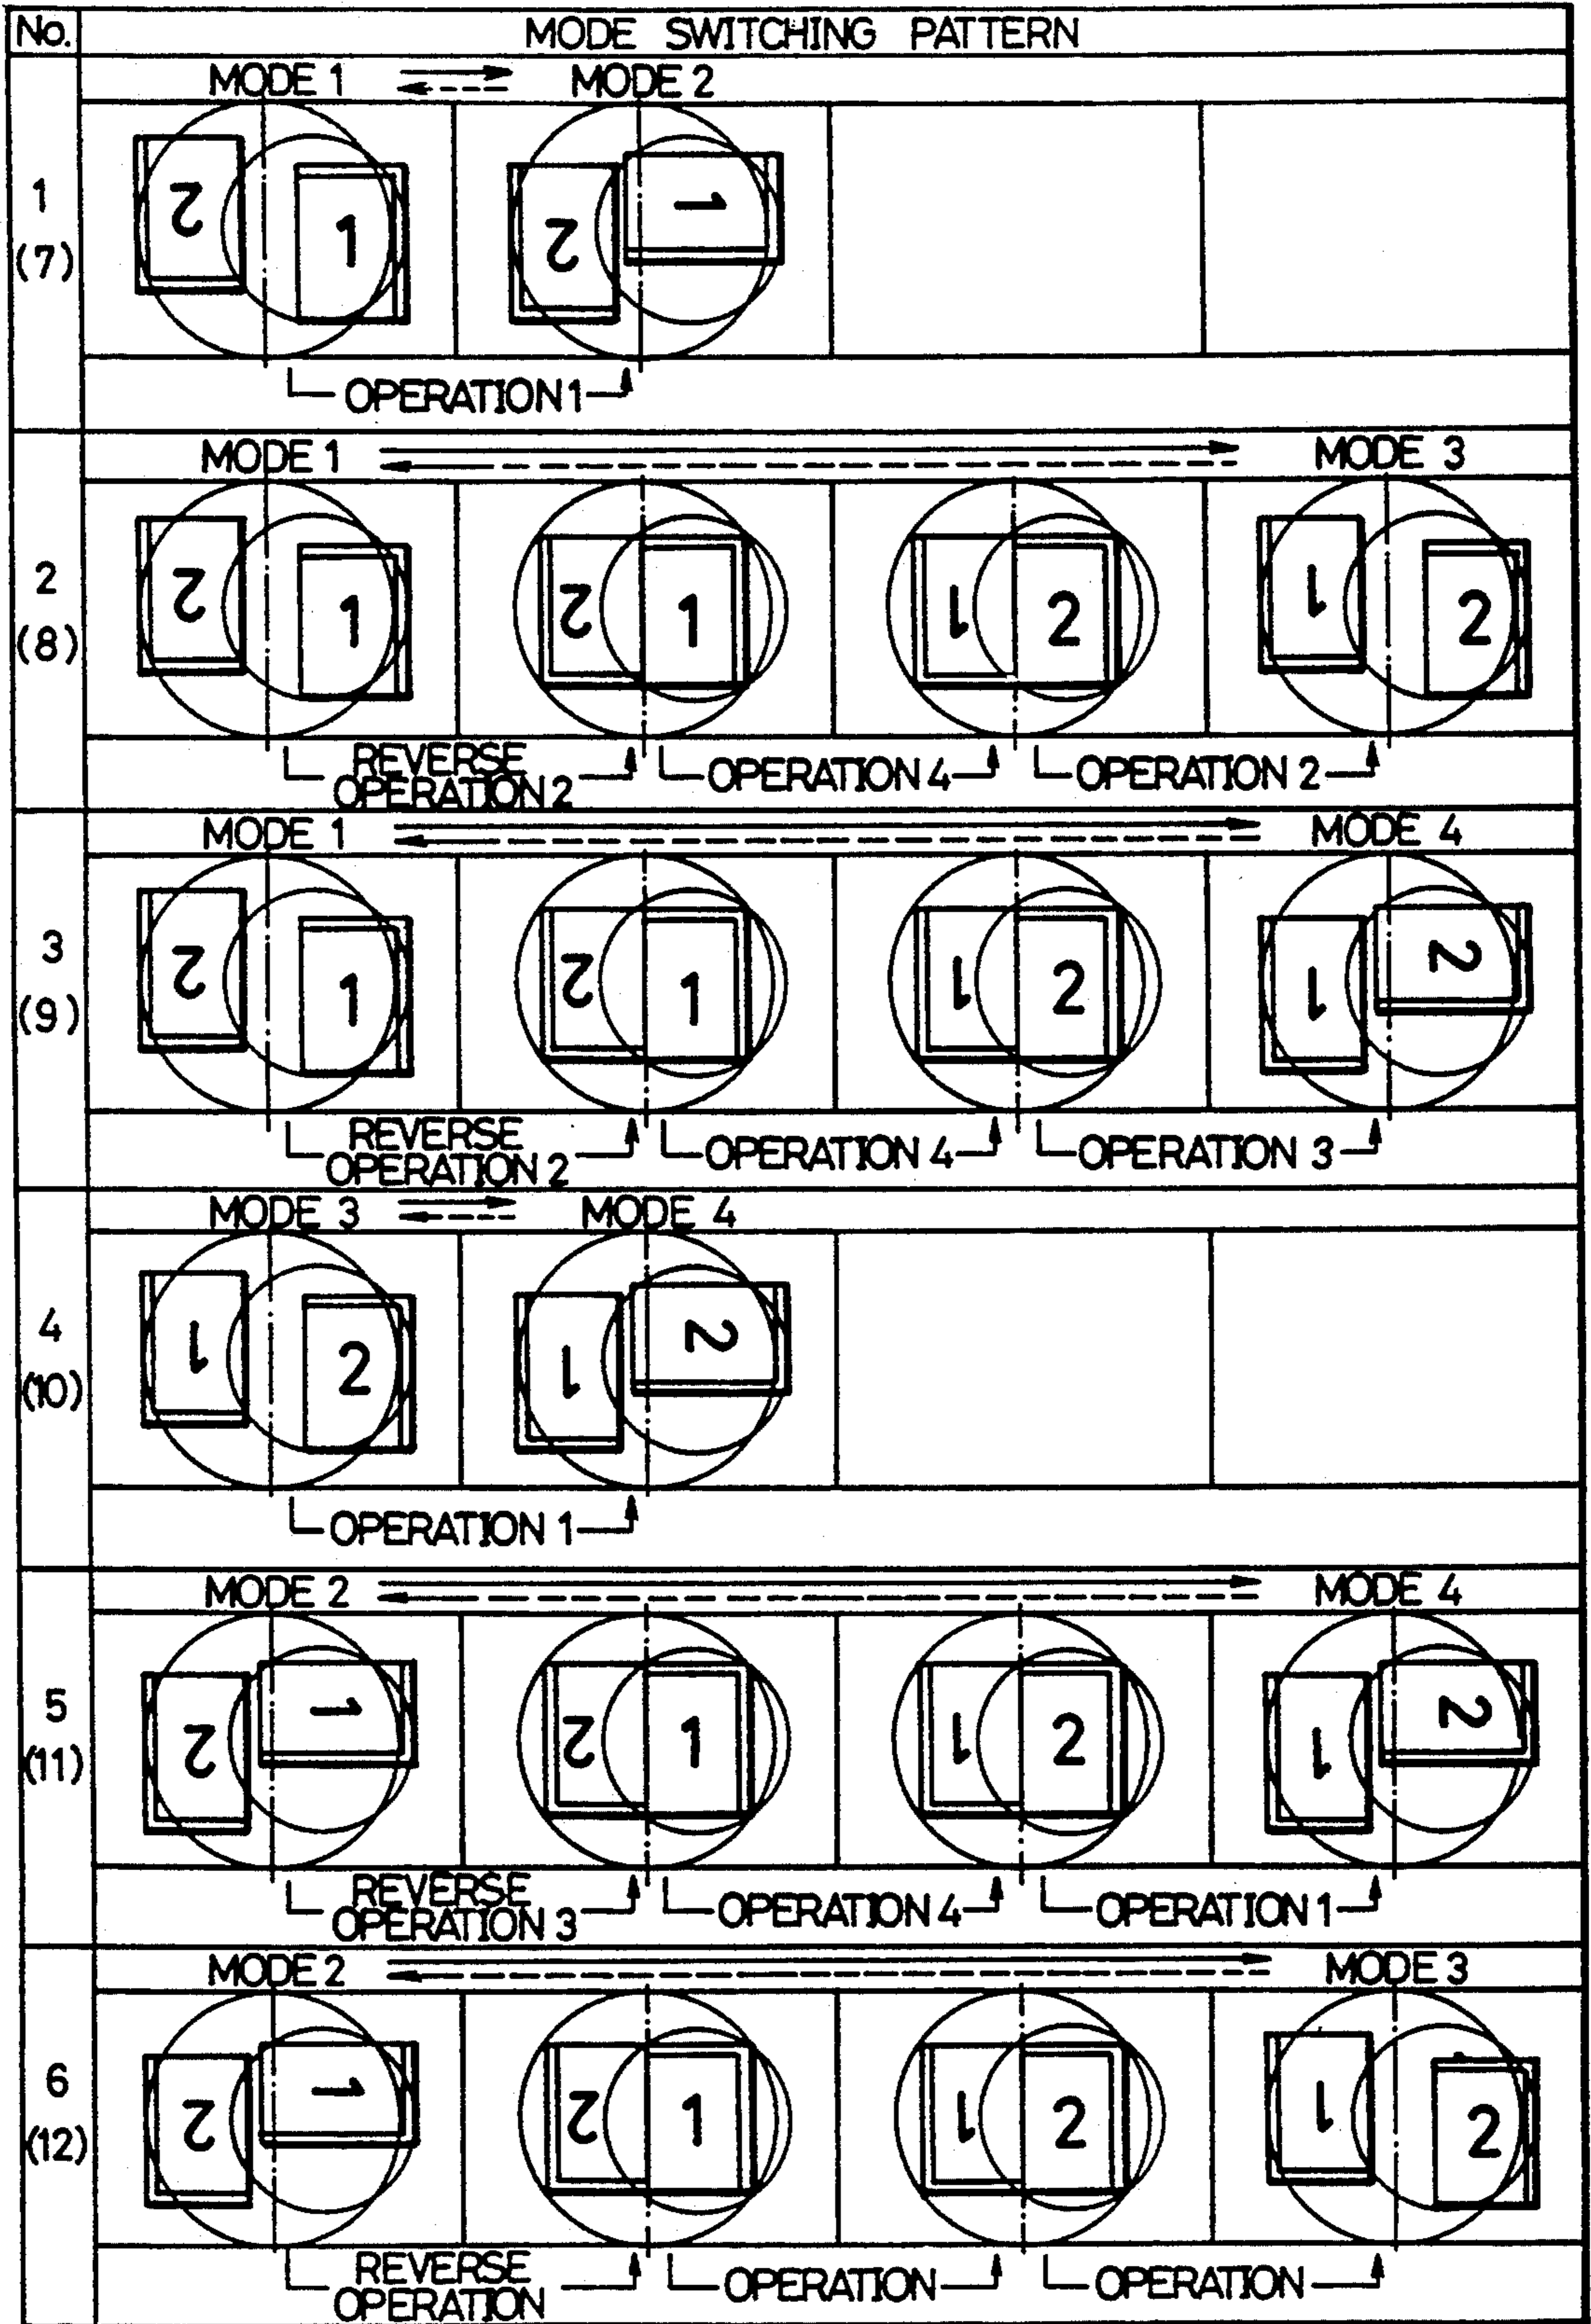 No. MODE SWITCHING PATTERN
MODE 1 MODE 2
1
(7)
2 1 2 1
OPERATION 1
MODE 1 MODE 3
2
(8)
2 1 2 1 1 2 1 2
REVERSE
OPERATION 2 OPERATION 4 OPERATION 2
MODE 1 MODE 4
3
(9)
2 1 2 1 1 2 1 2
REVERSE
OPERATION 2 OPERATION 4 OPERATION 3
MODE 3 MODE 4
4
(10)
1 2 1 2
OPERATION 1
MODE 2 MODE 4
5
(11)
2 1 2 1 1 2 1 2
REVERSE
OPERATION 3 OPERATION 4 OPERATION 1
MODE 2 MODE 3
6
(12)
2 1 2 1 1 2 1 2
REVERSE
OPERATION OPERATION OPERATION